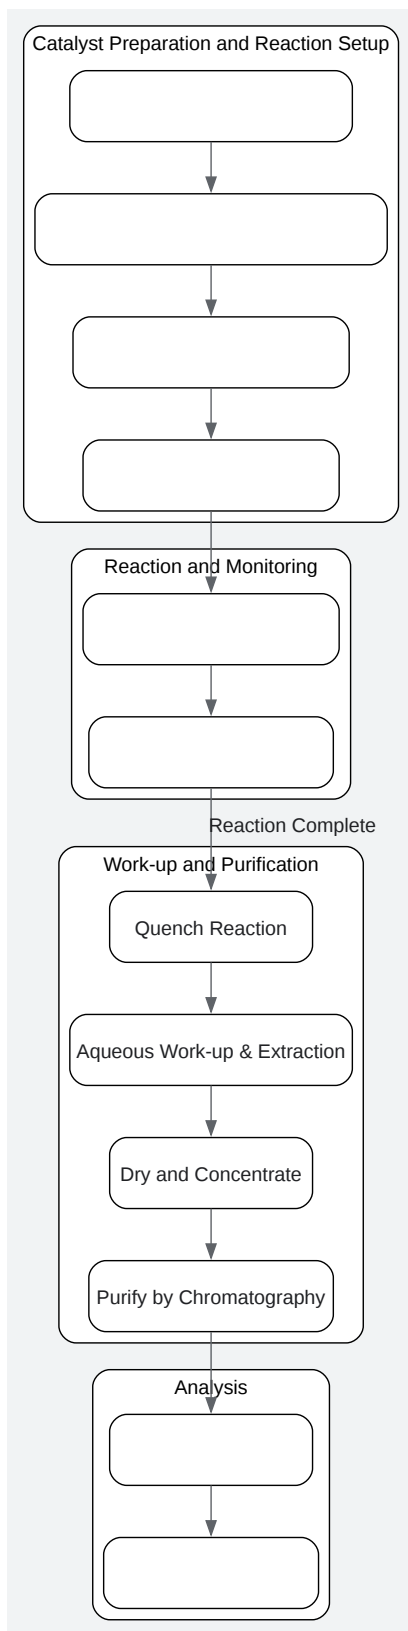 Catalyst Preparation and Reaction Setup
Reaction and Monitoring
Reaction Complete
Work-up and Purification
Quench Reaction
Aqueous Work-up & Extraction
Dry and Concentrate
Purify by Chromatography
Analysis